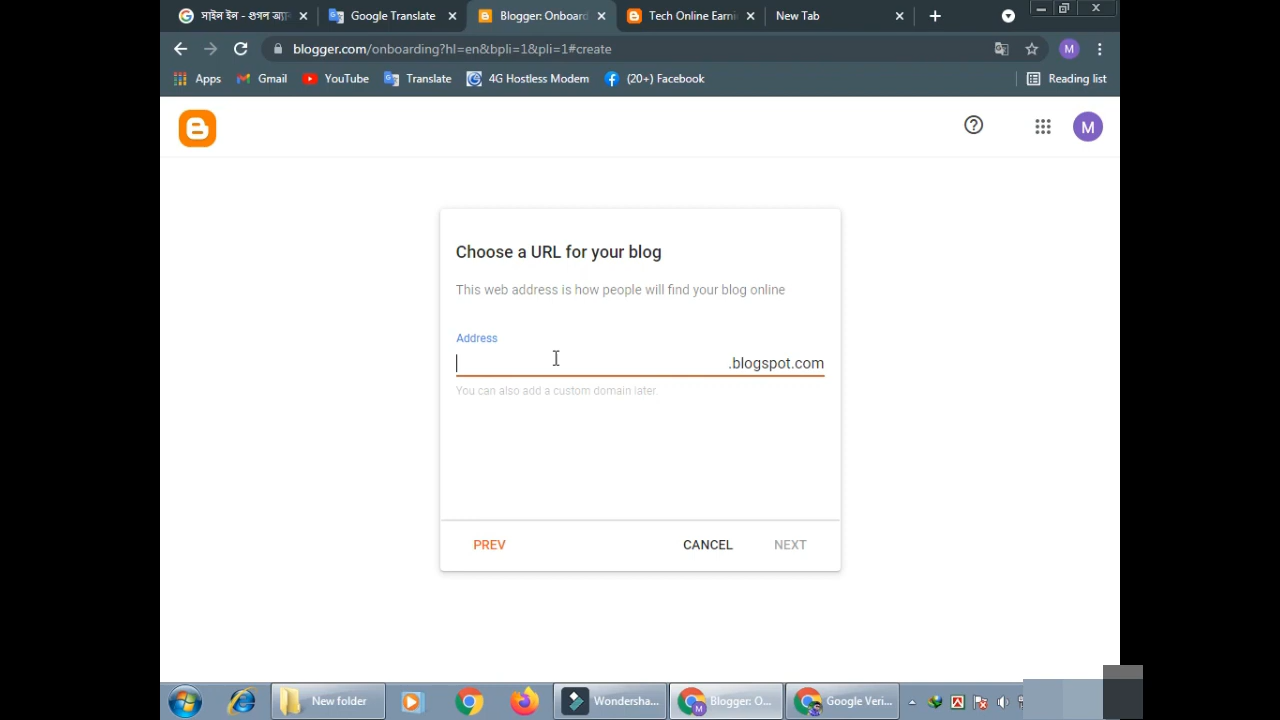 সাইন ইন - গুগল অ্যা
Google Translate
Blogger: Onboard
Tech Online Earni
New Tab
blogger.com/onboarding?hl=en&bpli=1&pli=1#create
M
Apps
Gmail
YouTube
Translate
4G Hostless Modem
(20+) Facebook
Reading list
M
Choose a URL for your blog
This web address is how people will find your blog online
Address
.blogspot.com
You can also add a custom domain later.
PREV
CANCEL
NEXT
New folder
Wondersha...
Blogger: O...
Google Veri...